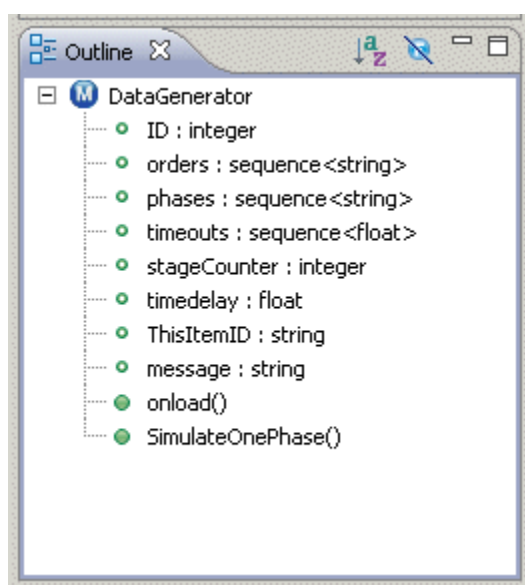 Outline
DataGenerator
ID : integer
orders : sequence<string>
phases : sequence<string>
timeouts : sequence<float>
stageCounter : integer
timedelay : float
ThisItemID : string
message : string
onload()
SimulateOnePhase()